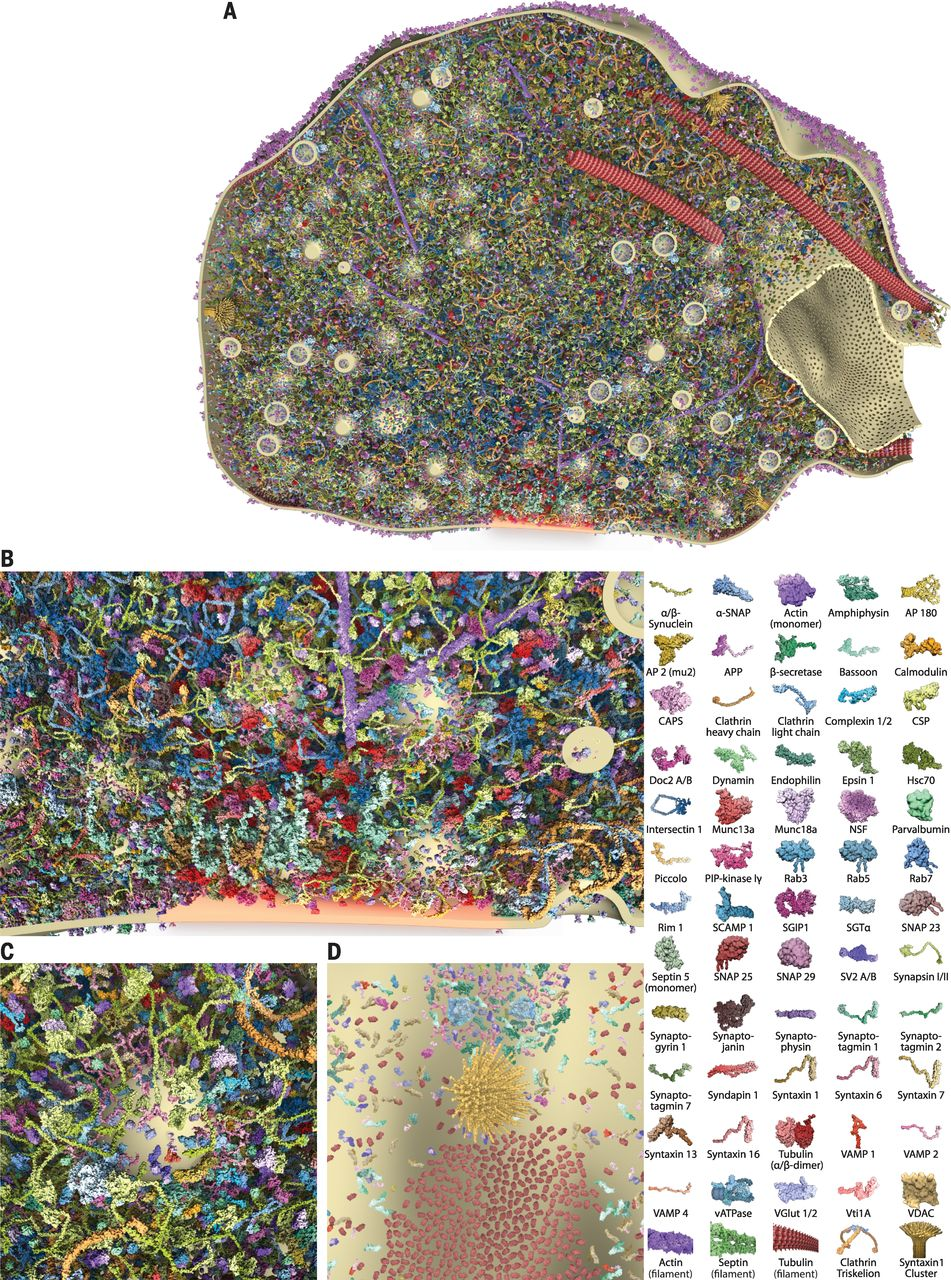 A
B
α/β-
Synuclein
α-SNAP
Actin
(monomer)
Amphiphysin
AP 180
AP 2 (mu2)
APP
β-secretase
Bassoon
Calmodulin
CAPS
Clathrin
heavy chain
Clathrin
light chain
Complexin 1/2
CSP
Doc2 A/B
Dynamin
Endophilin
Epsin 1
Hsc70
Intersectin 1
Munc13a
Munc18a
NSF
Parvalbumin
Piccolo
PIP-kinase Iγ
Rab3
Rab5
Rab7
Rim 1
SCAMP 1
SGIP1
SGTα
SNAP 23
C
D
Septin 5
(monomer)
SNAP 25
SNAP 29
SV2 A/B
Synapsin I/II
Synapto-
gyrin 1
Synapto-
janin
Synapto-
physin
Synapto-
tagmin 1
Synapto-
tagmin 2
Synapto-
tagmin 7
Syndapin 1
Syntaxin 1
Syntaxin 6
Syntaxin 7
Syntaxin 13
Syntaxin 16
Tubulin
(α/β-dimer)
VAMP 1
VAMP 2
VAMP 4
vATPase
VGlut 1/2
Vti1A
VDAC
Actin
(filament)
Septin
(filament)
Tubulin
(filament)
Clathrin
Triskelion
Syntaxin
Cluster